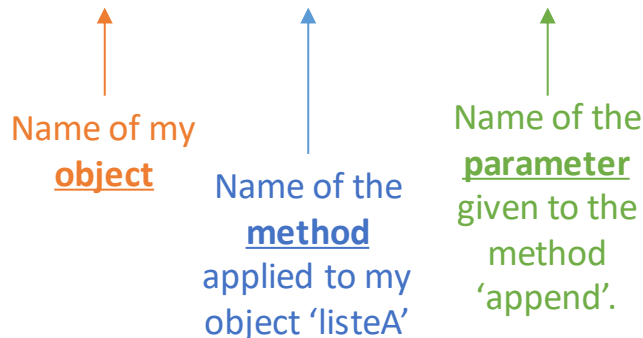 Name of my
object
Name of the
method
applied to my
object ‘listeA’
Name of the
parameter
given to the
method
‘append’.